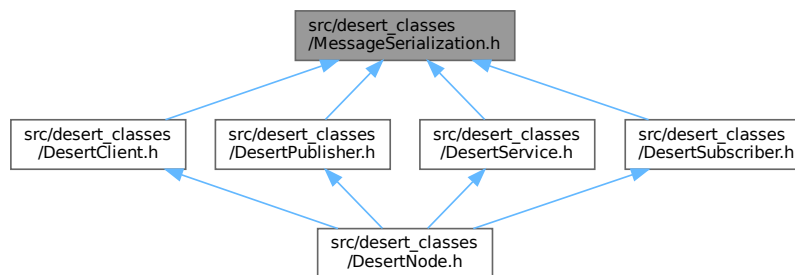 src/desert_classes
/MessageSerialization.h
src/desert_classes
/DesertClient.h
src/desert_classes
/DesertPublisher.h
src/desert_classes
/DesertService.h
src/desert_classes
/DesertSubscriber.h
src/desert_classes
/DesertNode.h